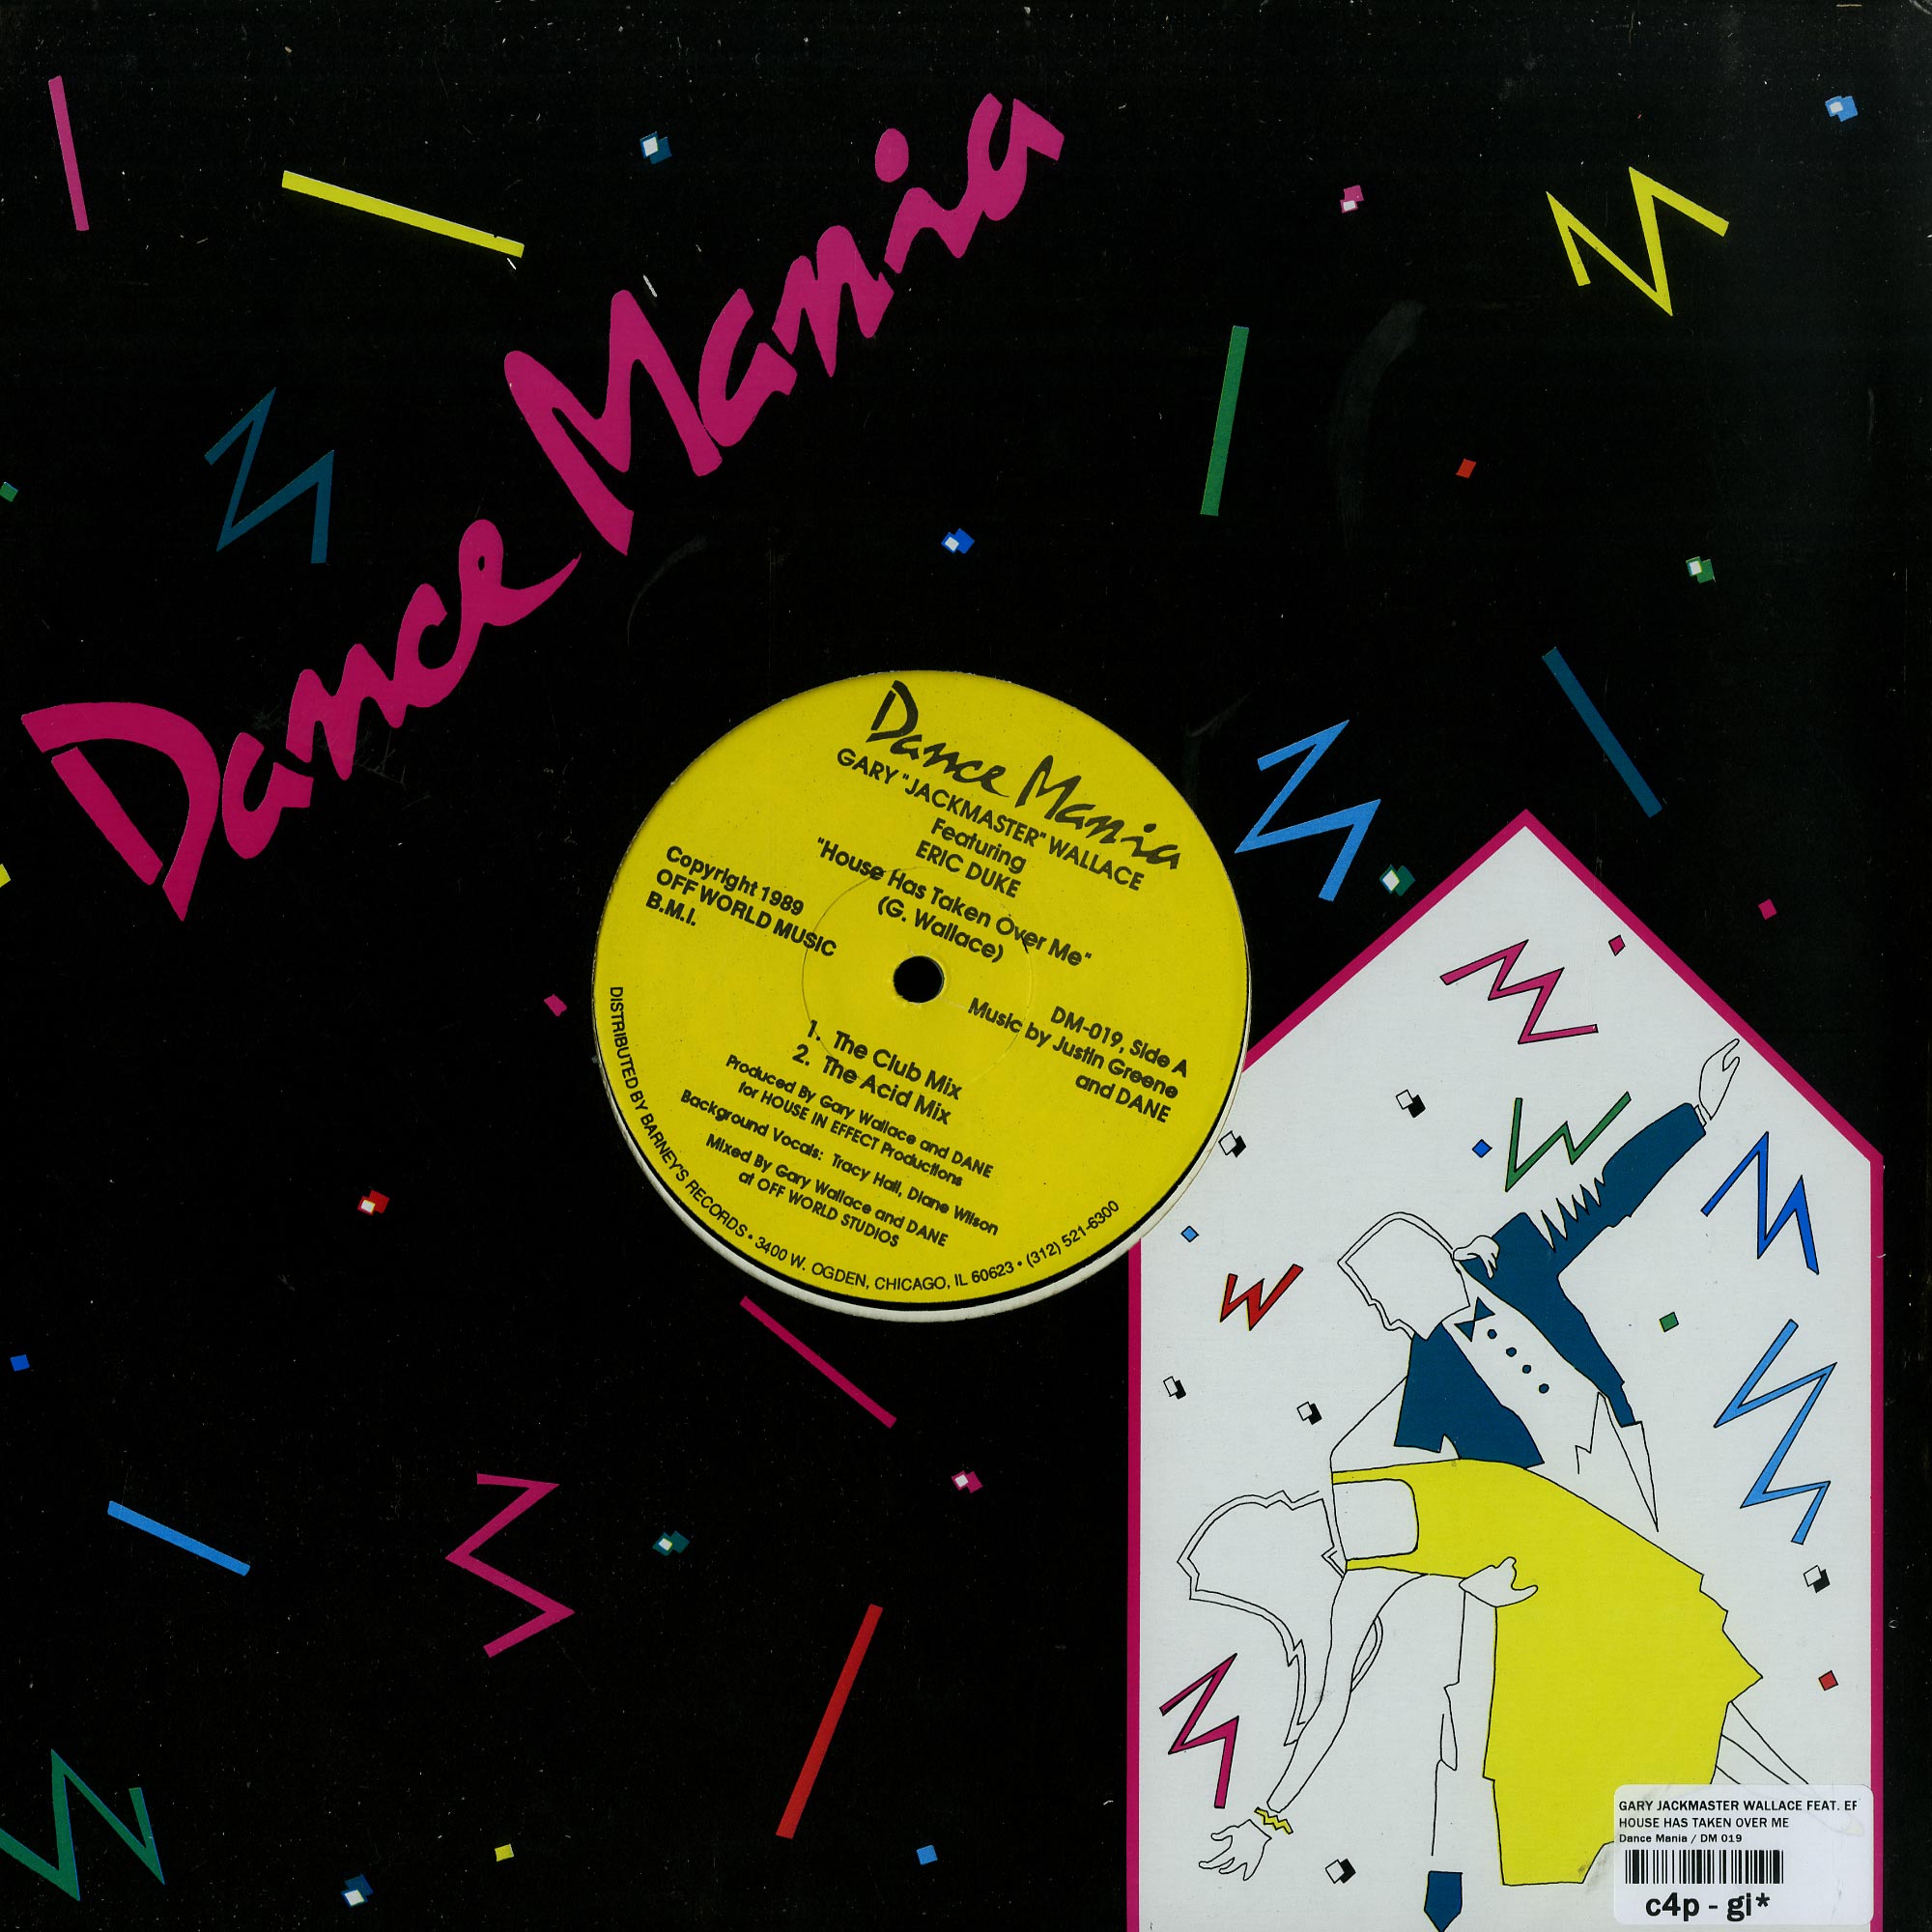 Dance Mania
Dance Mania
GARY "JACKMASTER" WALLACE
Featuring
ERIC DUKE
"House Has Taken Over Me"
(G. Wallace)
Copyright 1989
OFF WORLD MUSIC
B.M.I.
DM-019, Side A
Music by Justin Greene
and DANE
1. The Club Mix
2. The Acid Mix
Produced By Gary Wallace and DANE
for HOUSE IN EFFECT Productions
Background Vocals: Tracy Hall, Diane Wilson
Mixed By Gary Wallace and DANE
at OFF WORLD STUDIOS
DISTRIBUTED BY BARNEY'S RECORDS • 3400 W. OGDEN, CHICAGO, IL 60623 • (312) 521-6300
GARY JACKMASTER WALLACE FEAT.
HOUSE HAS TAKEN OVER ME
Dance Mania / DM 019
c4p - gi*